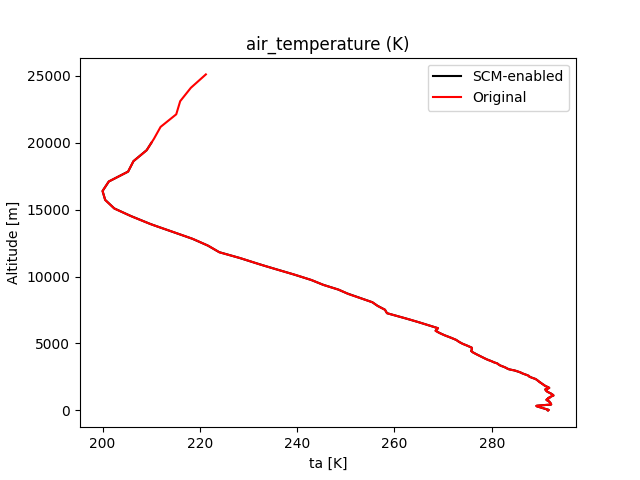 air_temperature (K)
SCM-enabled
Original
Altitude [m]
25000
20000
15000
10000
5000
0
200
220
240
260
280
ta [K]